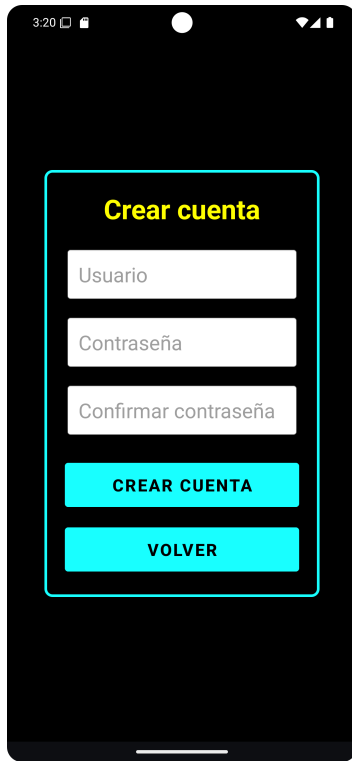 3:20
Crear cuenta
Usuario
Contraseña
Confirmar contraseña
CREAR CUENTA
VOLVER